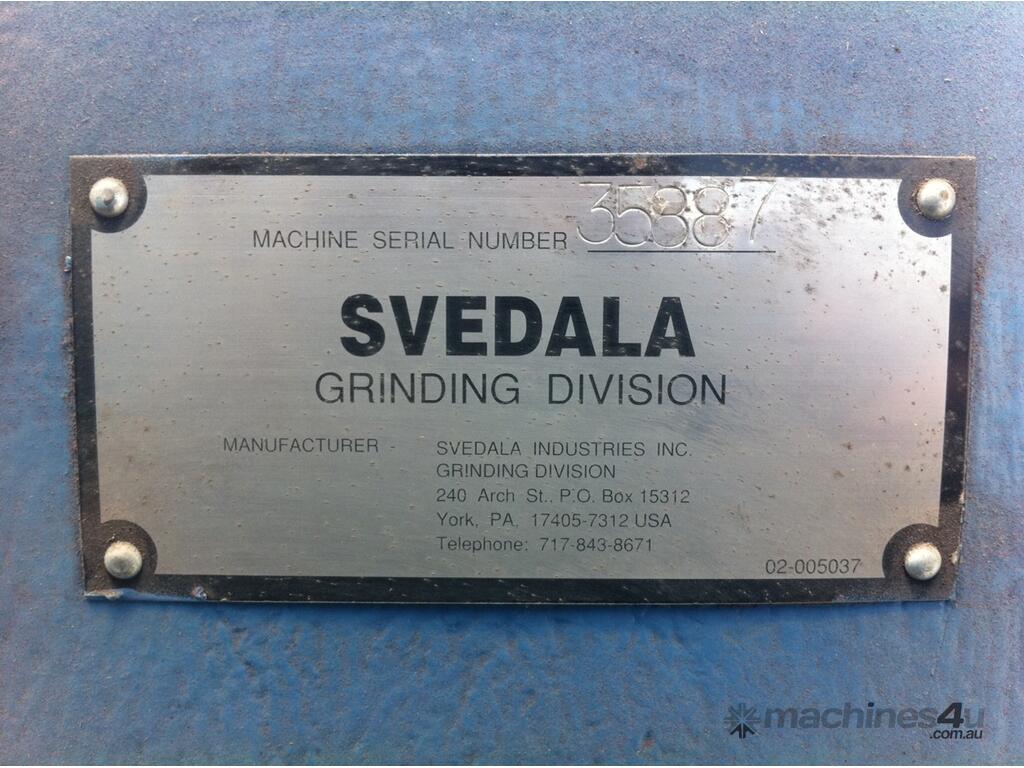 MACHINE SERIAL NUMBER 35887
SVEDALA
GRINDING DIVISION
MANUFACTURER - SVEDALA INDUSTRIES INC.
GRINDING DIVISION
240 Arch St., P.O. Box 15312
York, PA. 17405-7312 USA
Telephone: 717-843-8671
02-005037
machines4u
.com.au